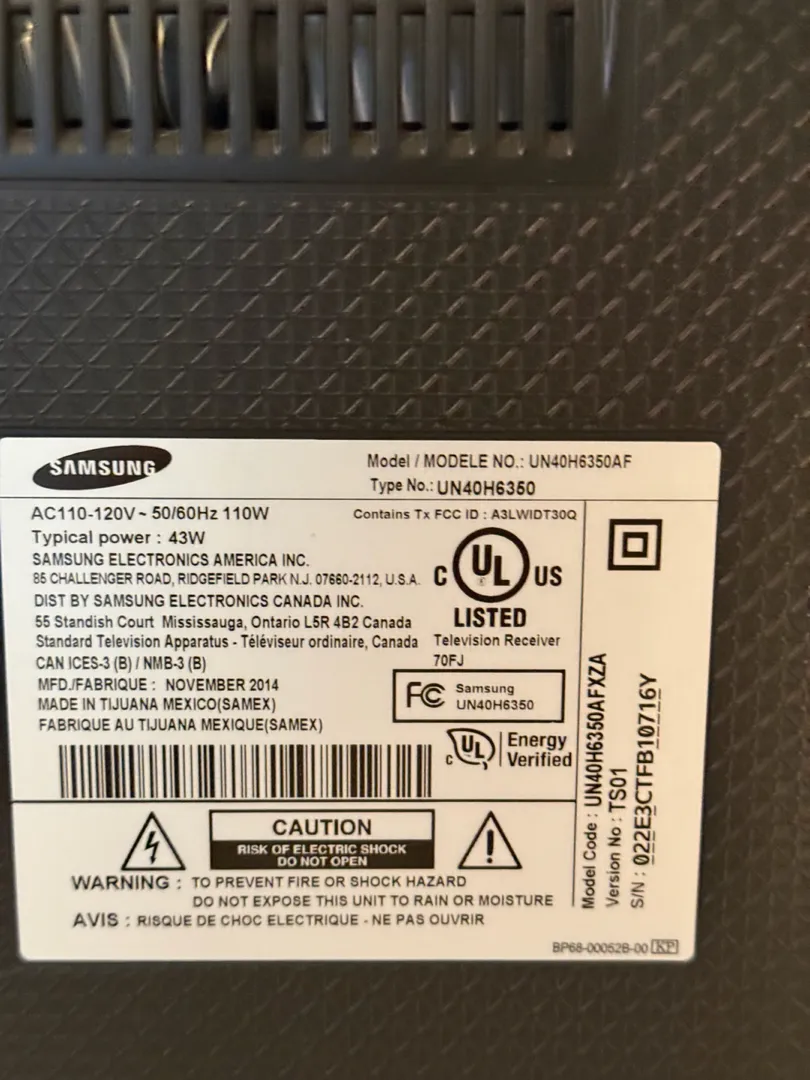 SAMSUNG
Model / MODELE NO.: UN40H6350AF
Type No.: UN40H6350
AC110-120V~ 50/60Hz 110W
Contains Tx FCC ID : A3LWIDT30Q
Typical power : 43W
SAMSUNG ELECTRONICS AMERICA INC.
85 CHALLENGER ROAD, RIDGEFIELD PARK N.J. 07660-2112, U.S.A.
DIST BY SAMSUNG ELECTRONICS CANADA INC.
55 Standish Court Mississauga, Ontario L5R 4B2 Canada
Standard Television Apparatus - Téléviseur ordinaire, Canada
CAN ICES-3 (B) / NMB-3 (B)
MFD./FABRIQUE : NOVEMBER 2014
MADE IN TIJUANA MEXICO(SAMEX)
FABRIQUE AU TIJUANA MEXIQUE(SAMEX)
C UL US
LISTED
Television Receiver
70FJ
FC Samsung
UN40H6350
C UL Energy
Verified
Model Code : UN40H6350AFXZA
Version No : TS01
S/N : 022E3CTFB10716Y
CAUTION
RISK OF ELECTRIC SHOCK
DO NOT OPEN
WARNING : TO PREVENT FIRE OR SHOCK HAZARD
DO NOT EXPOSE THIS UNIT TO RAIN OR MOISTURE
AVIS : RISQUE DE CHOC ELECTRIQUE - NE PAS OUVRIR
BP68-00052B-00 KP